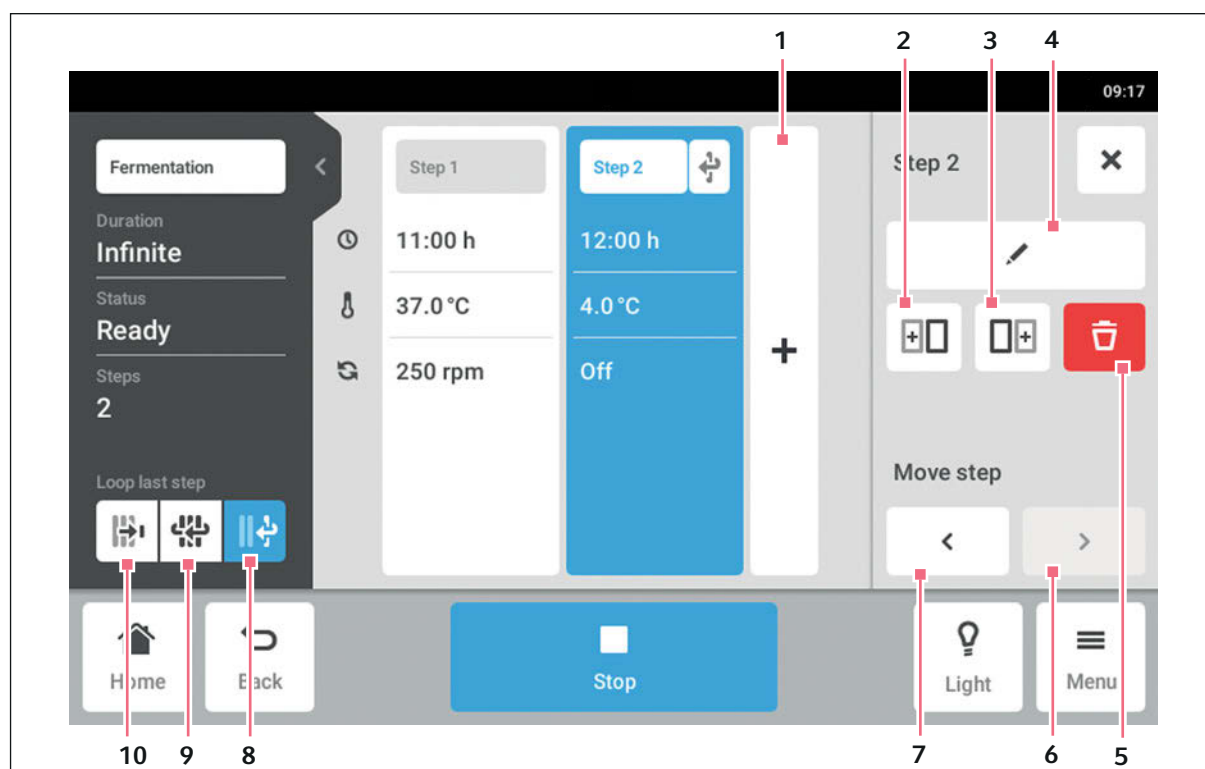 1 2 3 4
09:17
Fermentation
Duration
Infinite
Status
Ready
Steps
2
Loop last step
Step 1
11:00 h
37.0 °C
250 rpm
Step 2
12:00 h
4.0 °C
Off
+
Step 2
Move step
Home
Back
Stop
Light
Menu
10 9 8 7 6 5